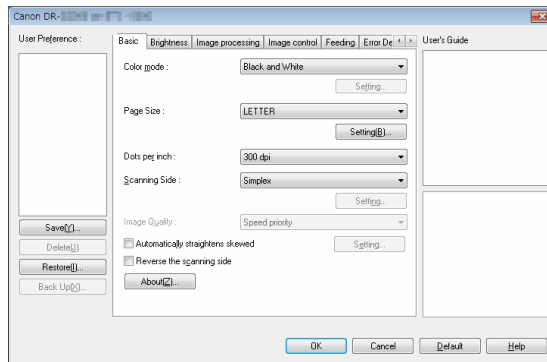 Canon DR-
User Preference :
Save(Y)...
Delete(J)
Restore(I)...
Back Up(X)...
Basic Brightness Image processing Image control Feeding Error De
Color mode : Black and White
Setting...
Page Size : LETTER
Setting(B)...
Dots per inch : 300 dpi
Scanning Side : Simplex
Setting...
Image Quality : Speed priority
Automatically straightens skewed Setting...
Reverse the scanning side
About(Z)...
User's Guide
OK Cancel Default Help